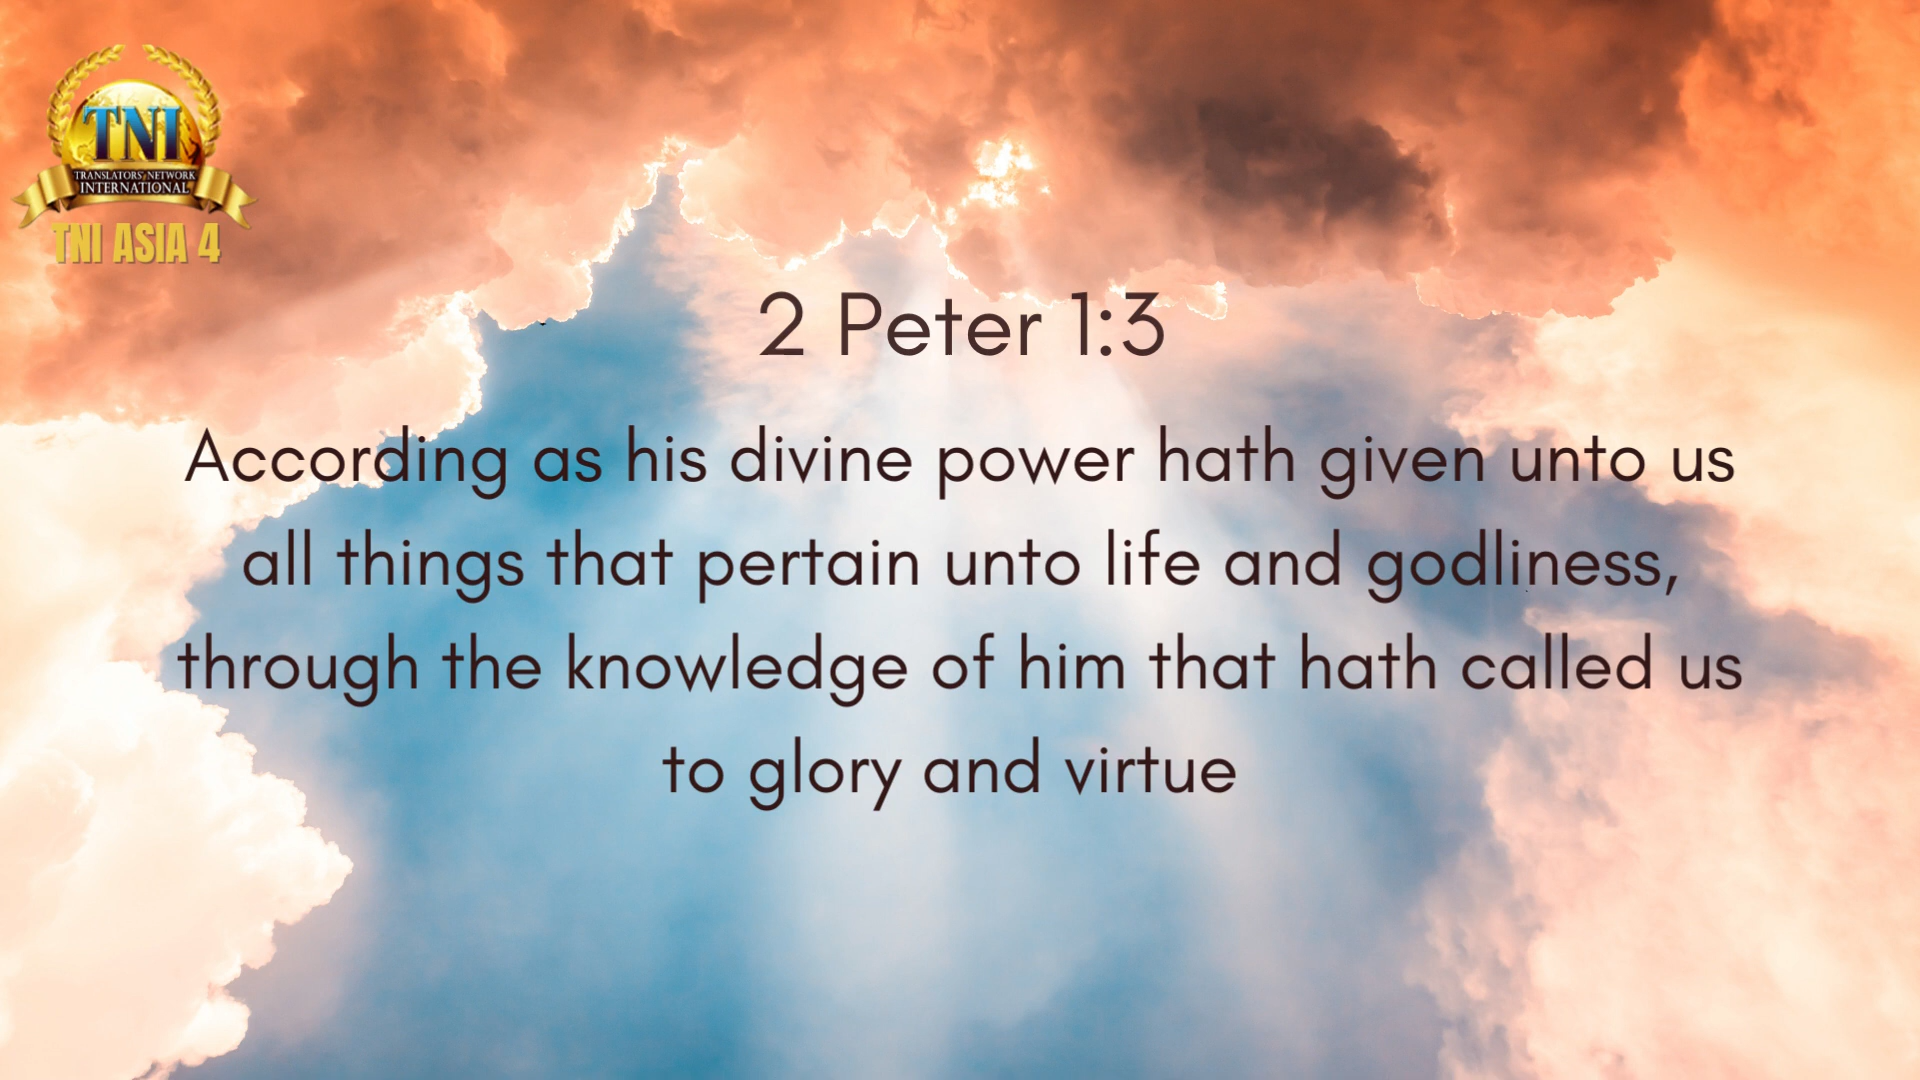 TNI
TRANSLATORS' NETWORK
INTERNATIONAL
TNI ASIA 4
2 Peter 1:3
According as his divine power hath given unto us
all things that pertain unto life and godliness,
through the knowledge of him that hath called us
to glory and virtue